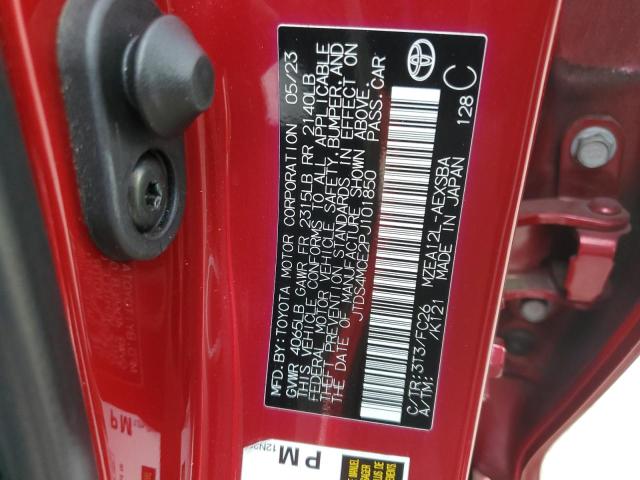 MFD.BY:TOYOTA MOTOR CORPORATION 05/23
GVWR 4065LB GAWR FR 2315LB RR 2140LB
THIS VEHICLE CONFORMS TO ALL APPLICABLE
FEDERAL MOTOR VEHICLE SAFETY, BUMPER, AND
THEFT PREVENTION STANDARDS IN EFFECT ON
THE DATE OF MANUFACTURE SHOWN ABOVE.
JTDS4MCE2PJ101850 PASS.CAR
C/TR:3T3/FC26 MZEA12L-AEXSBA
A/TM: /K121 MADE IN JAPAN
128 C
PM
12N2
MANUEL